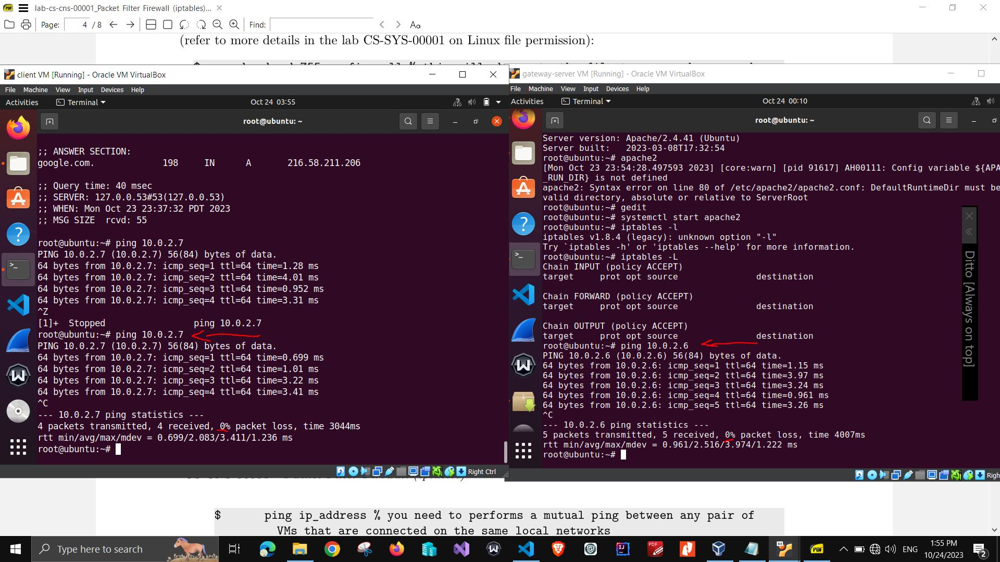 lab-cs-cns-00001_Packet Filter Firewall (iptables)...
Page: 4 / 8 Find: Aa
(refer to more details in the lab CS-SYS-00001 on Linux file permission):
client VM [Running] - Oracle VM VirtualBox
File Machine View Input Devices Help
Activities Terminal Oct 24 03:55
root@ubuntu: ~
;; ANSWER SECTION:
google.com. 198 IN A 216.58.211.206
;; Query time: 40 msec
;; SERVER: 127.0.0.53#53(127.0.0.53)
;; WHEN: Mon Oct 23 23:37:32 PDT 2023
;; MSG SIZE rcvd: 55
root@ubuntu:~# ping 10.0.2.7
PING 10.0.2.7 (10.0.2.7) 56(84) bytes of data.
64 bytes from 10.0.2.7: icmp_seq=1 ttl=64 time=1.28 ms
64 bytes from 10.0.2.7: icmp_seq=2 ttl=64 time=4.01 ms
64 bytes from 10.0.2.7: icmp_seq=3 ttl=64 time=0.952 ms
64 bytes from 10.0.2.7: icmp_seq=4 ttl=64 time=3.31 ms
^Z
[1]+ Stopped ping 10.0.2.7
root@ubuntu:~# ping 10.0.2.7
PING 10.0.2.7 (10.0.2.7) 56(84) bytes of data.
64 bytes from 10.0.2.7: icmp_seq=1 ttl=64 time=0.699 ms
64 bytes from 10.0.2.7: icmp_seq=2 ttl=64 time=1.01 ms
64 bytes from 10.0.2.7: icmp_seq=3 ttl=64 time=3.22 ms
64 bytes from 10.0.2.7: icmp_seq=4 ttl=64 time=3.41 ms
^C
--- 10.0.2.7 ping statistics ---
4 packets transmitted, 4 received, 0% packet loss, time 3044ms
rtt min/avg/max/mdev = 0.699/2.083/3.411/1.236 ms
root@ubuntu:~#
Right Ctrl
gateway-server VM [Running] - Oracle VM VirtualBox
File Machine View Input Devices Help
Activities Terminal Oct 24 00:10
root@ubuntu: ~
Server version: Apache/2.4.41 (Ubuntu)
Server built: 2023-03-08T17:32:54
root@ubuntu:~# apache2
[Mon Oct 23 23:54:28.497593 2023] [core:warn] [pid 91617] AH00111: Config variable ${APA
_RUN_DIR} is not defined
apache2: Syntax error on line 80 of /etc/apache2/apache2.conf: DefaultRuntimeDir must be
valid directory, absolute or relative to ServerRoot
root@ubuntu:~# gedit
root@ubuntu:~# systemctl start apache2
root@ubuntu:~# iptables -l
iptables v1.8.4 (legacy): unknown option "-l"
Try `iptables -h' or 'iptables --help' for more information.
root@ubuntu:~# iptables -L
Chain INPUT (policy ACCEPT)
target prot opt source destination
Chain FORWARD (policy ACCEPT)
target prot opt source destination
Chain OUTPUT (policy ACCEPT)
target prot opt source destination
root@ubuntu:~# ping 10.0.2.6
PING 10.0.2.6 (10.0.2.6) 56(84) bytes of data.
64 bytes from 10.0.2.6: icmp_seq=1 ttl=64 time=1.15 ms
64 bytes from 10.0.2.6: icmp_seq=2 ttl=64 time=3.97 ms
64 bytes from 10.0.2.6: icmp_seq=3 ttl=64 time=3.24 ms
64 bytes from 10.0.2.6: icmp_seq=4 ttl=64 time=0.961 ms
64 bytes from 10.0.2.6: icmp_seq=5 ttl=64 time=3.26 ms
^C
--- 10.0.2.6 ping statistics ---
5 packets transmitted, 5 received, 0% packet loss, time 4007ms
rtt min/avg/max/mdev = 0.961/2.516/3.974/1.222 ms
root@ubuntu:~#
Righ
Ditto [Always on top]
$ ping ip_address % you need to performs a mutual ping between any pair of
VMs that are connected on the same local networks
Type here to search
ENG
1:55 PM
10/24/2023
2